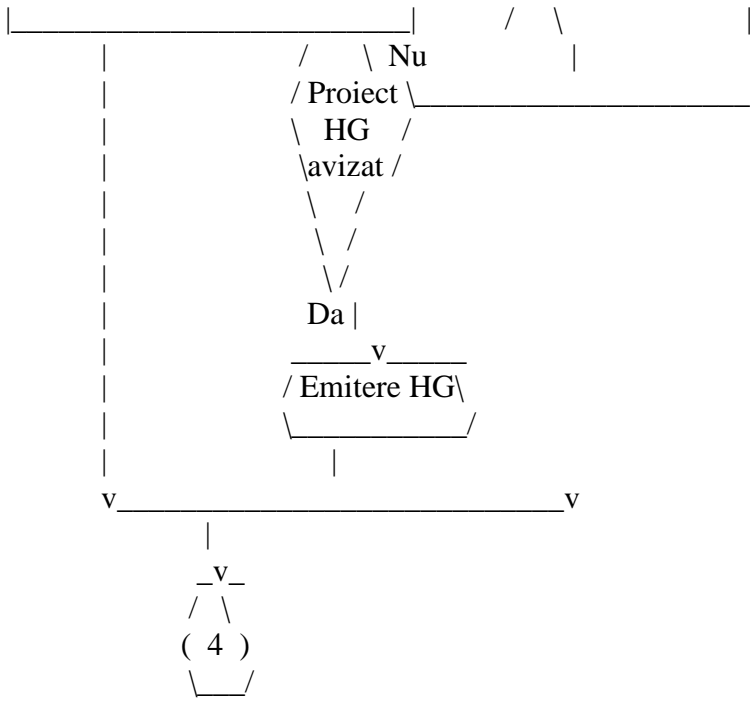 Nu
Proiect
HG
avizat
Da
v
Emitere HG
v v
v
( 4 )